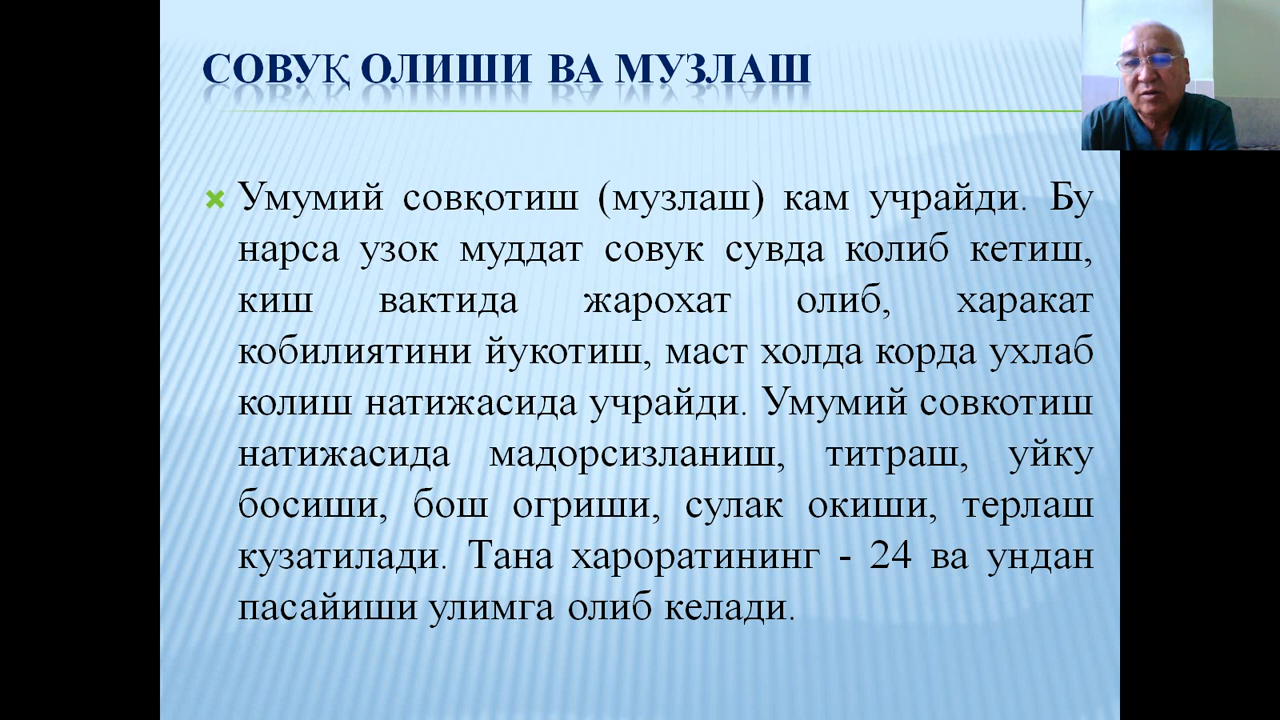 СОВУҚ ОЛИШИ ВА МУЗЛАШ
Умумий совқотиш (музлаш) кам учрайди. Бу
нарса узок муддат совук сувда колиб кетиш,
киш вактида жарохат олиб, харакат
кобилиятини йукотиш, маст холда корда ухлаб
колиш натижасида учрайди. Умумий совкотиш
натижасида мадорсизланиш, титраш, уйку
босиши, бош огриши, сулак окиши, терлаш
кузатилади. Тана хароратининг - 24 ва ундан
пасайиши улимга олиб келади.